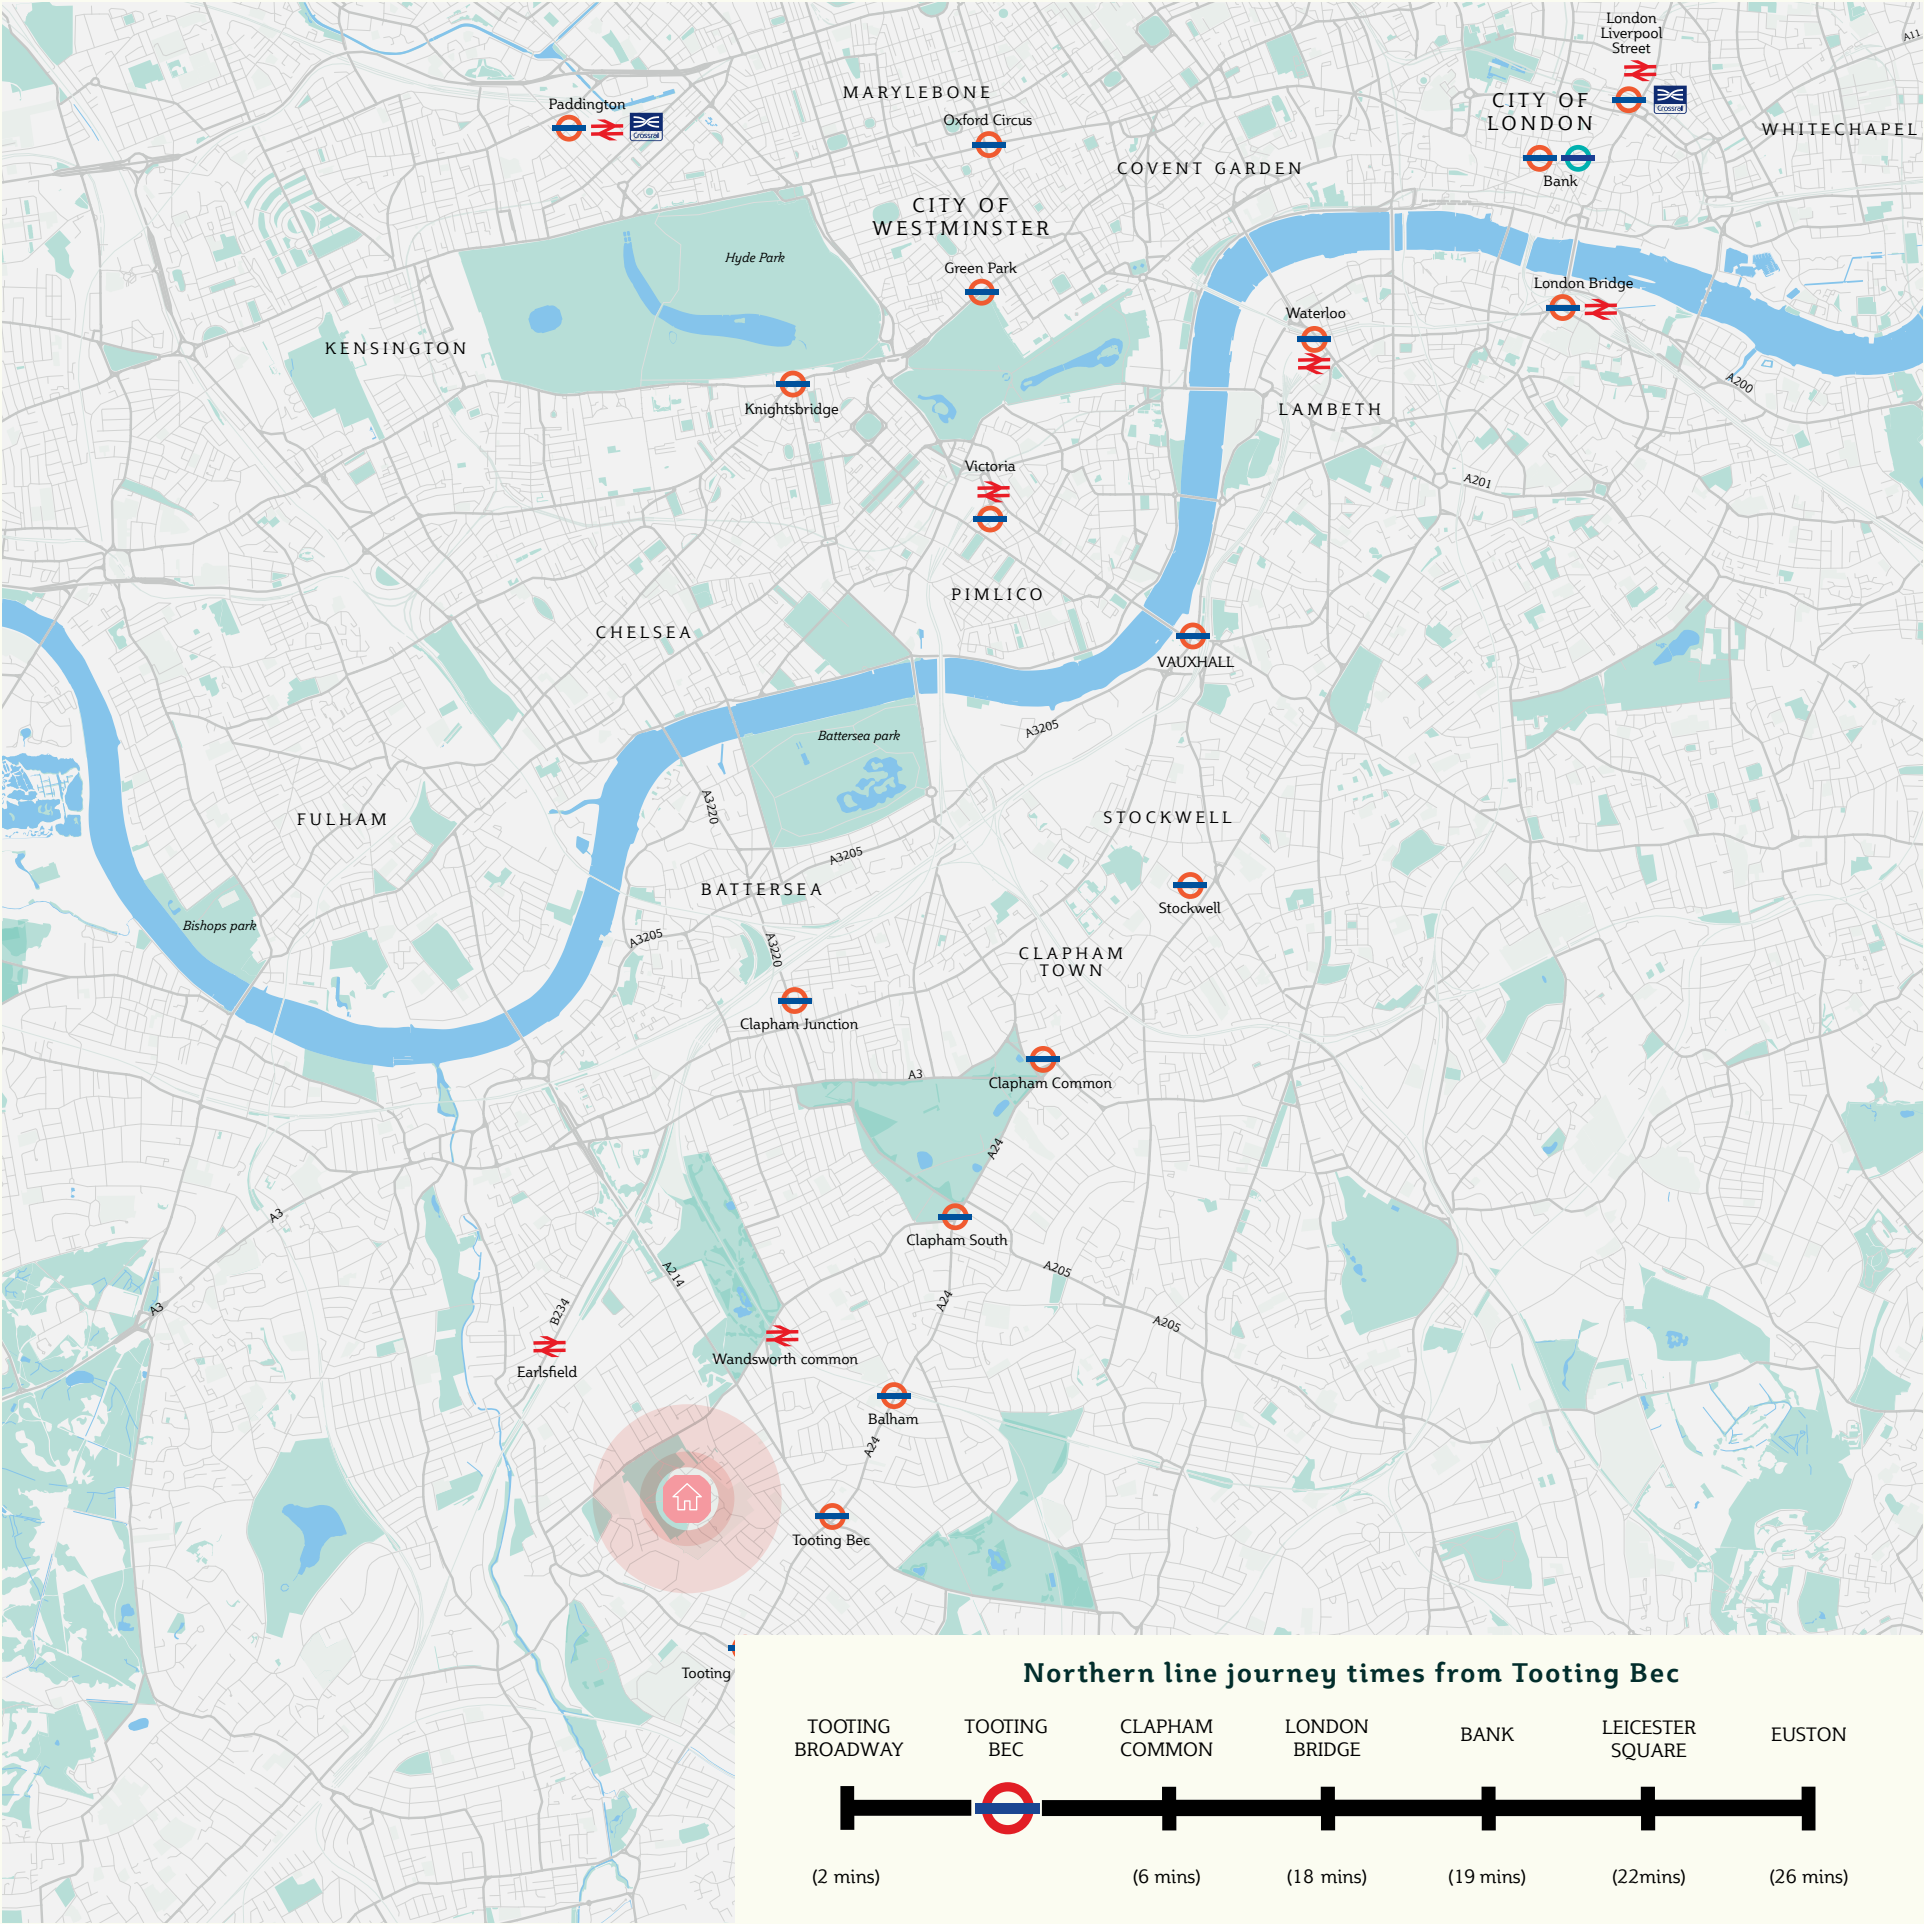 London
Liverpool
Street
A11
Crossrail
MARYLEBONE
Paddington
Crossrail
Oxford Circus
CITY OF
LONDON
WHITECHAPEL
COVENT GARDEN
Bank
CITY OF
WESTMINSTER
Hyde Park
Green Park
London Bridge
Waterloo
KENSINGTON
A200
Knightsbridge
LAMBETH
Victoria
A201
PIMLICO
CHELSEA
VAUXHALL
A3205
Battersea park
A3220
FULHAM
STOCKWELL
A3205
BATTERSEA
Stockwell
Bishops park
A3205
A3220
CLAPHAM
TOWN
Clapham Junction
A3
Clapham Common
A24
A3
Clapham South
A214
A205
A3
B234
A24
A205
Wandsworth common
Earlsfield
Balham
A24
Tooting Bec
Tooting
Northern line journey times from Tooting Bec
TOOTING
BROADWAY
TOOTING
BEC
CLAPHAM
COMMON
LONDON
BRIDGE
BANK
LEICESTER
SQUARE
EUSTON
(2 mins)
(6 mins)
(18 mins)
(19 mins)
(22mins)
(26 mins)